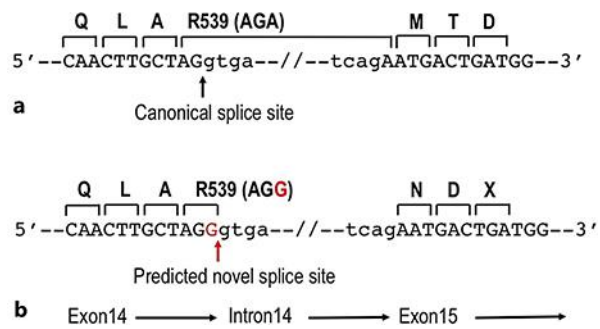 Q L A R539 (AGA) M T D
5'--CAACTTGCTAGgtga--//--tcagAATGACTGATGG--3'
a
Canonical splice site
Q L A R539 (AGG) N D X
5'--CAACTTGCTAGGgtga--//--tcagAATGACTGATGG--3'
Predicted novel splice site
b Exon14 Intron14 Exon15